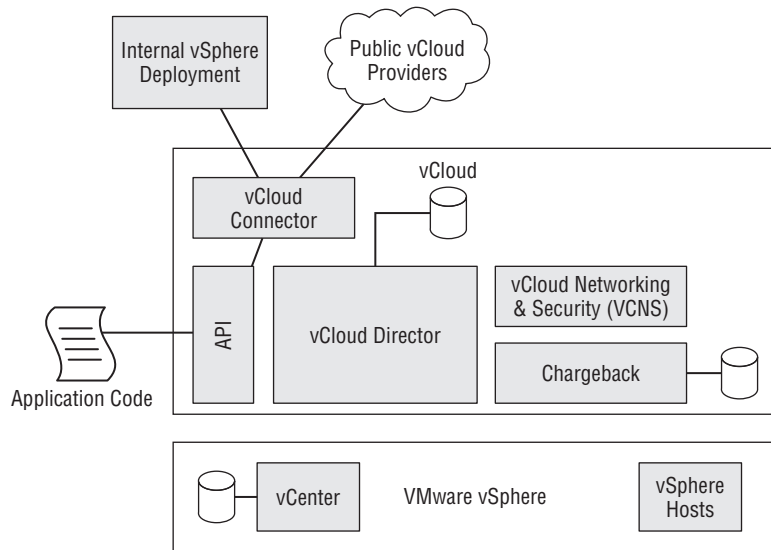 Internal vSphere
Deployment
Public vCloud
Providers
vCloud
Connector
vCloud
API
vCloud Director
vCloud Networking
& Security (VCNS)
Chargeback
Application Code
vCenter
VMware vSphere
vSphere
Hosts